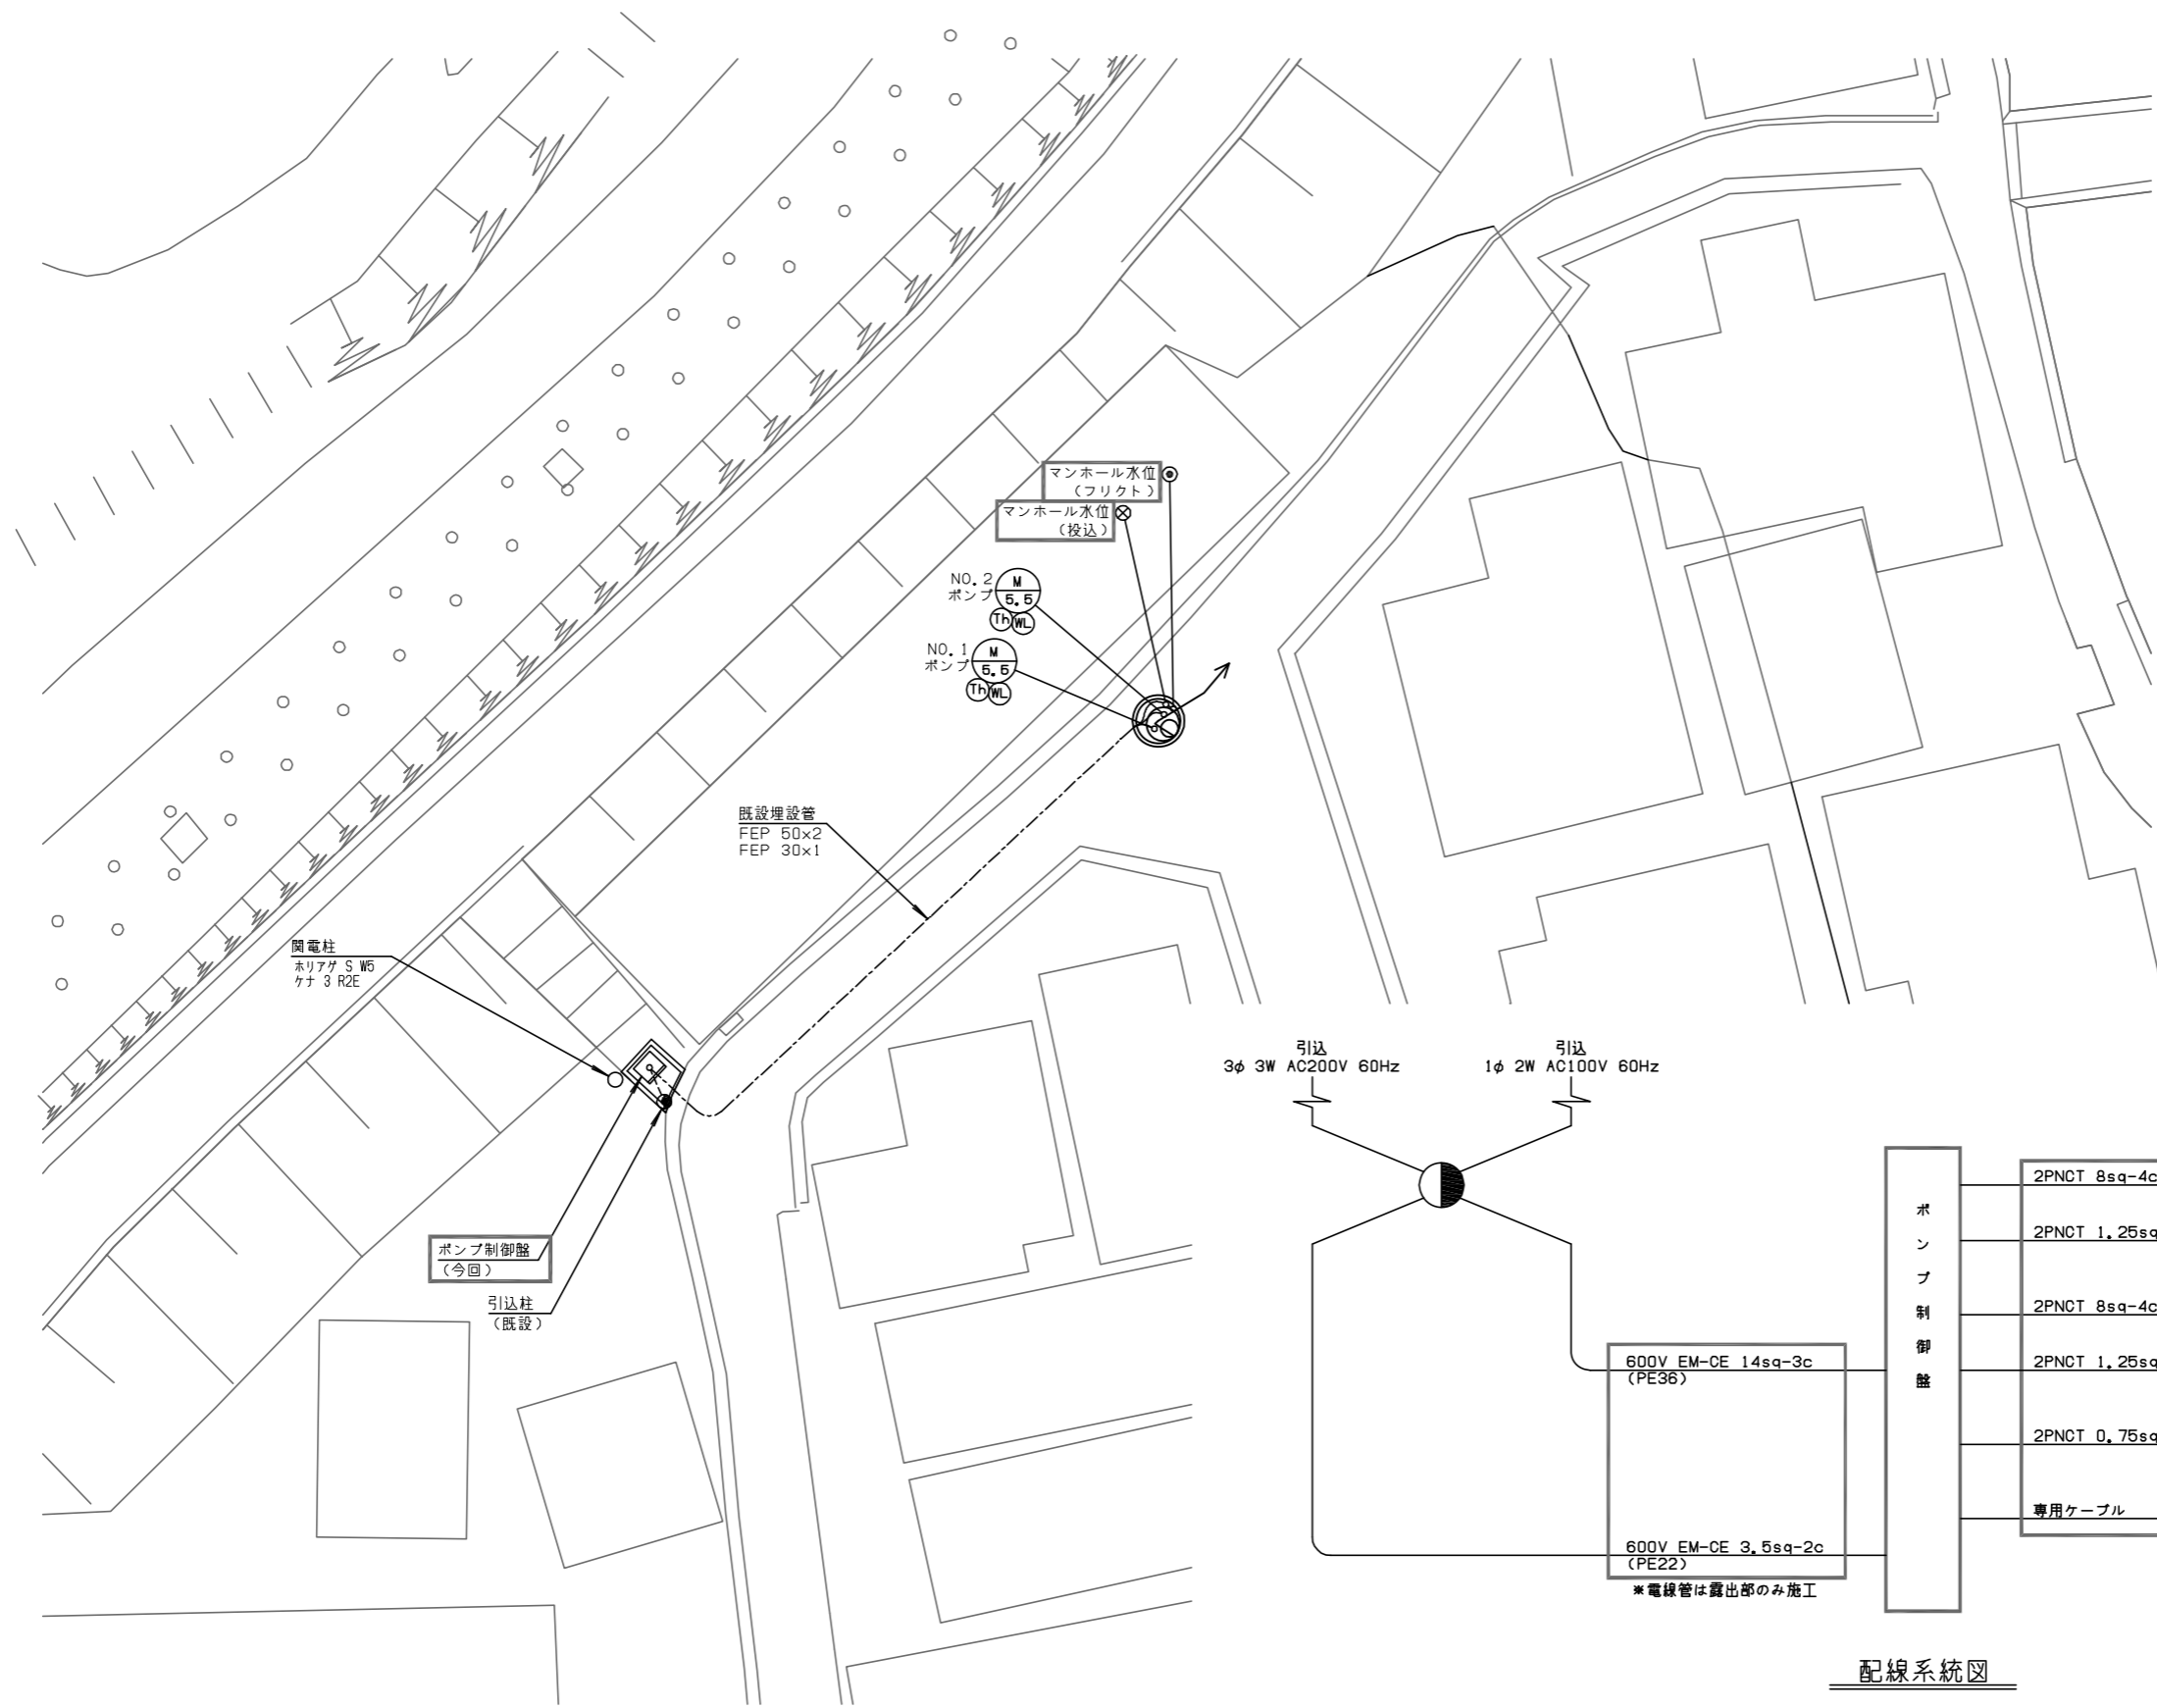 マンホール水位
(フリクト)
マンホール水位
(投込)
NO.2
ポンプ
M
5.5
Th
WL
NO.1
ポンプ
M
5.5
Th
WL
既設埋設管
FEP 50×2
FEP 30×1
関電柱
ホリアゲ S W5
ケナ 3 R2E
ポンプ制御盤
(今回)
引込柱
(既設)
引込
3φ 3W AC200V 60Hz
引込
1φ 2W AC100V 60Hz
ポンプ制御盤
600V EM-CE 14sq-3c
(PE36)
600V EM-CE 3.5sq-2c
(PE22)
※電線管は露出部のみ施工
2PNCT 8sq-4c
2PNCT 1.25sq
2PNCT 8sq-4c
2PNCT 1.25sq
2PNCT 0.75sq
専用ケーブル
配線系統図